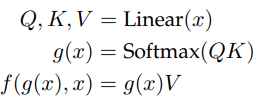 Q, K, V = Linear(x)
g(x) = Softmax(QK)
f(g(x), x) = g(x)V